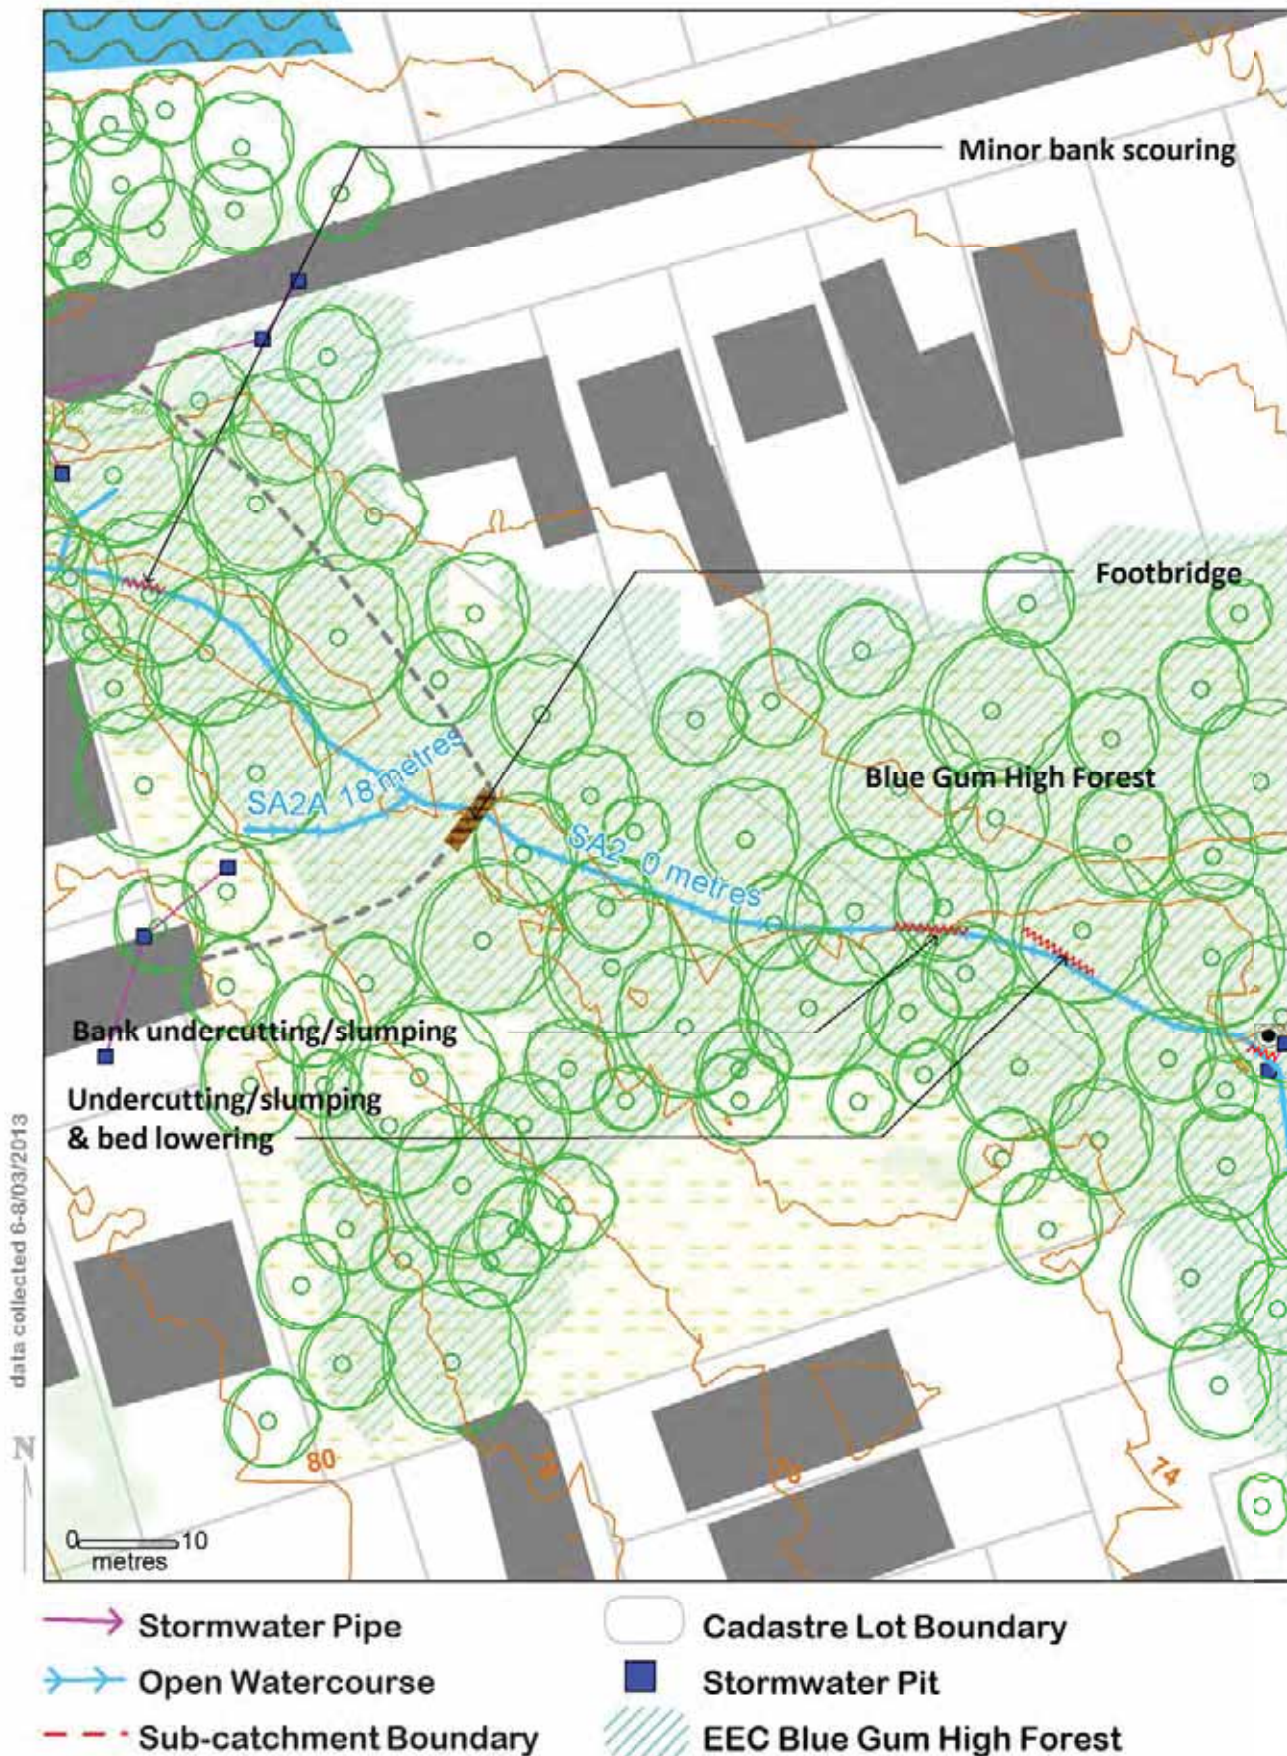 Minor bank scouring
Footbridge
SA2A 18 metres
Blue Gum High Forest
SA2 0 metres
Bank undercutting/slumping
Undercutting/slumping
& bed lowering
data collected 6-8/03/2013
N
80
74
0 10
metres
Stormwater Pipe
Cadastre Lot Boundary
Open Watercourse
Stormwater Pit
Sub-catchment Boundary
EEC Blue Gum High Forest